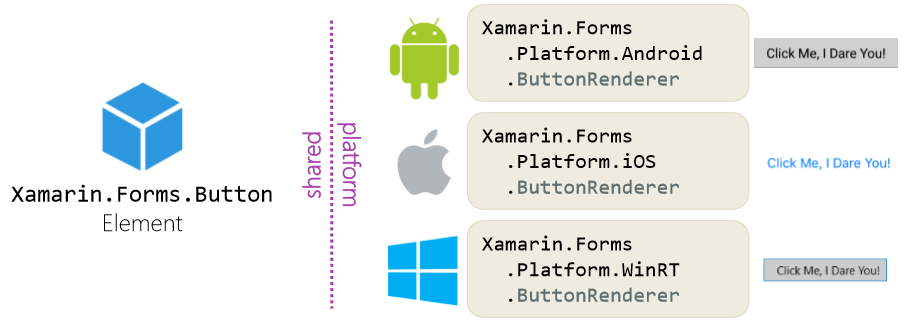 Xamarin.Forms.Button
Element
shared
platform
Xamarin.Forms
.Platform.Android
.ButtonRenderer
Click Me, I Dare You!
Xamarin.Forms
.Platform.iOS
.ButtonRenderer
Click Me, I Dare You!
Xamarin.Forms
.Platform.WinRT
.ButtonRenderer
Click Me, I Dare You!